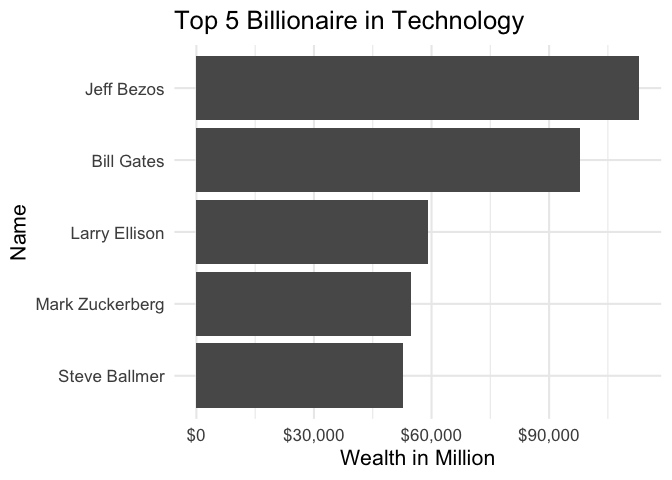 Top 5 Billionaire in Technology
Jeff Bezos
Bill Gates
Larry Ellison
Mark Zuckerberg
Steve Ballmer
Name
$0 $30,000 $60,000 $90,000
Wealth in Million